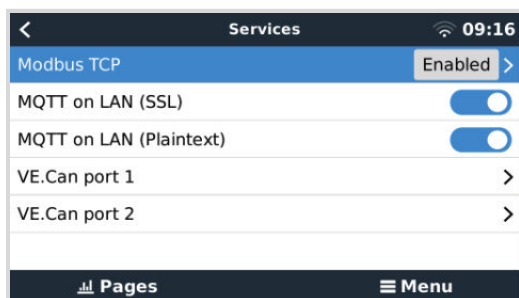 Services 09:16
Modbus TCP Enabled
MQTT on LAN (SSL)
MQTT on LAN (Plaintext)
VE.Can port 1
VE.Can port 2
Pages Menu